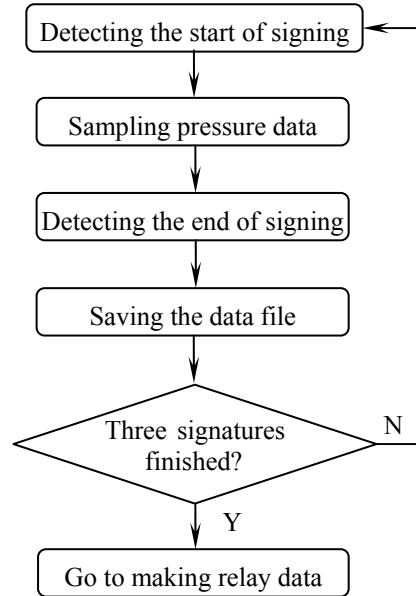 Detecting the start of signing
Sampling pressure data
Detecting the end of signing
Saving the data file
Three signatures
finished?
N
Y
Go to making relay data